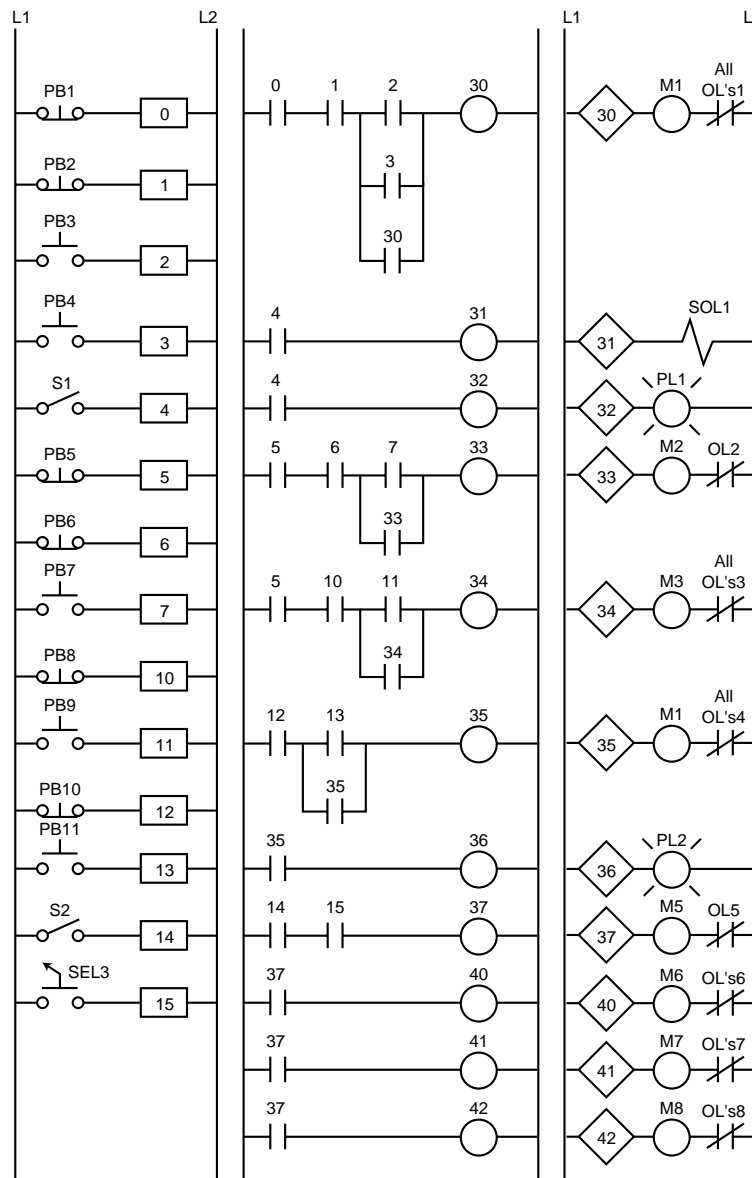 L1 L2 L1 L
PB1 0
PB2 1
PB3 2
PB4 3
S1 4
PB5 5
PB6 6
PB7 7
PB8 10
PB9 11
PB10 12
PB11 13
S2 14
SEL3 15
0 1 2 30
3
30
4 31
4 32
5 6 7 33
33
5 10 11 34
34
12 13 35
35
35 36
14 15 37
37 40
37 41
37 42
30 M1 All
OL's1
31 SOL1
32 PL1
33 M2 OL2
34 M3 All
OL's3
35 M1 All
OL's4
36 PL2
37 M5 OL5
40 M6 OL's6
41 M7 OL's7
42 M8 OL's8